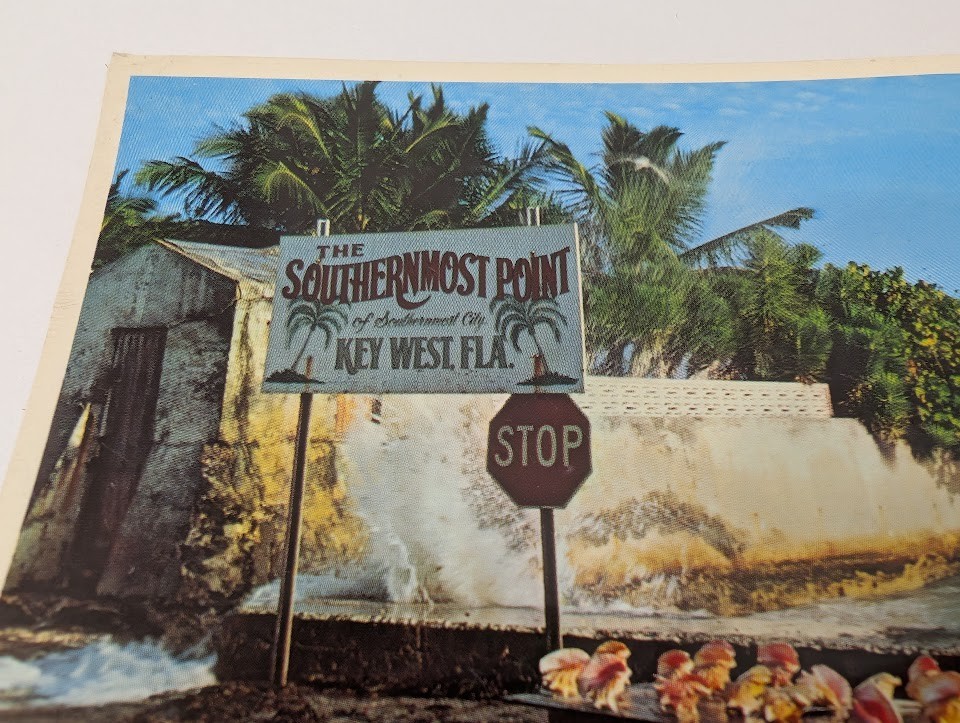 THE
SOUTHERNMOST POINT
of Southernmost City
KEY WEST, FLA.
STOP